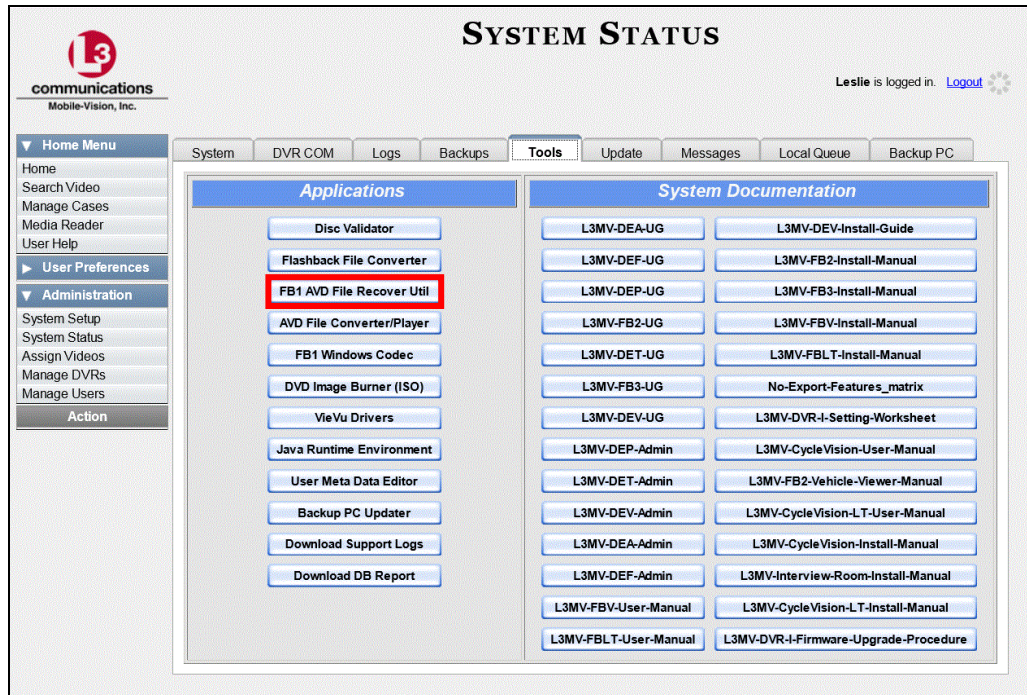 SYSTEM STATUS
L3
communications
Mobile-Vision, Inc.
Leslie is logged in. Logout
Home Menu
Home
Search Video
Manage Cases
Media Reader
User Help
User Preferences
Administration
System Setup
System Status
Assign Videos
Manage DVRs
Manage Users
Action
System DVR COM Logs Backups Tools Update Messages Local Queue Backup PC
Applications
Disc Validator
Flashback File Converter
FB1 AVD File Recover Util
AVD File Converter/Player
FB1 Windows Codec
DVD Image Burner (ISO)
VieVu Drivers
Java Runtime Environment
User Meta Data Editor
Backup PC Updater
Download Support Logs
Download DB Report
System Documentation
L3MV-DEA-UG
L3MV-DEF-UG
L3MV-DEP-UG
L3MV-FB2-UG
L3MV-DET-UG
L3MV-FB3-UG
L3MV-DEV-UG
L3MV-DEP-Admin
L3MV-DET-Admin
L3MV-DEV-Admin
L3MV-DEA-Admin
L3MV-DEF-Admin
L3MV-FBV-User-Manual
L3MV-FBLT-User-Manual
L3MV-DEV-Install-Guide
L3MV-FB2-Install-Manual
L3MV-FB3-Install-Manual
L3MV-FBV-Install-Manual
L3MV-FBLT-Install-Manual
No-Export-Features_matrix
L3MV-DVR-I-Setting-Worksheet
L3MV-CycleVision-User-Manual
L3MV-FB2-Vehicle-Viewer-Manual
L3MV-CycleVision-LT-User-Manual
L3MV-CycleVision-Install-Manual
L3MV-Interview-Room-Install-Manual
L3MV-CycleVision-LT-Install-Manual
L3MV-DVR-I-Firmware-Upgrade-Procedure